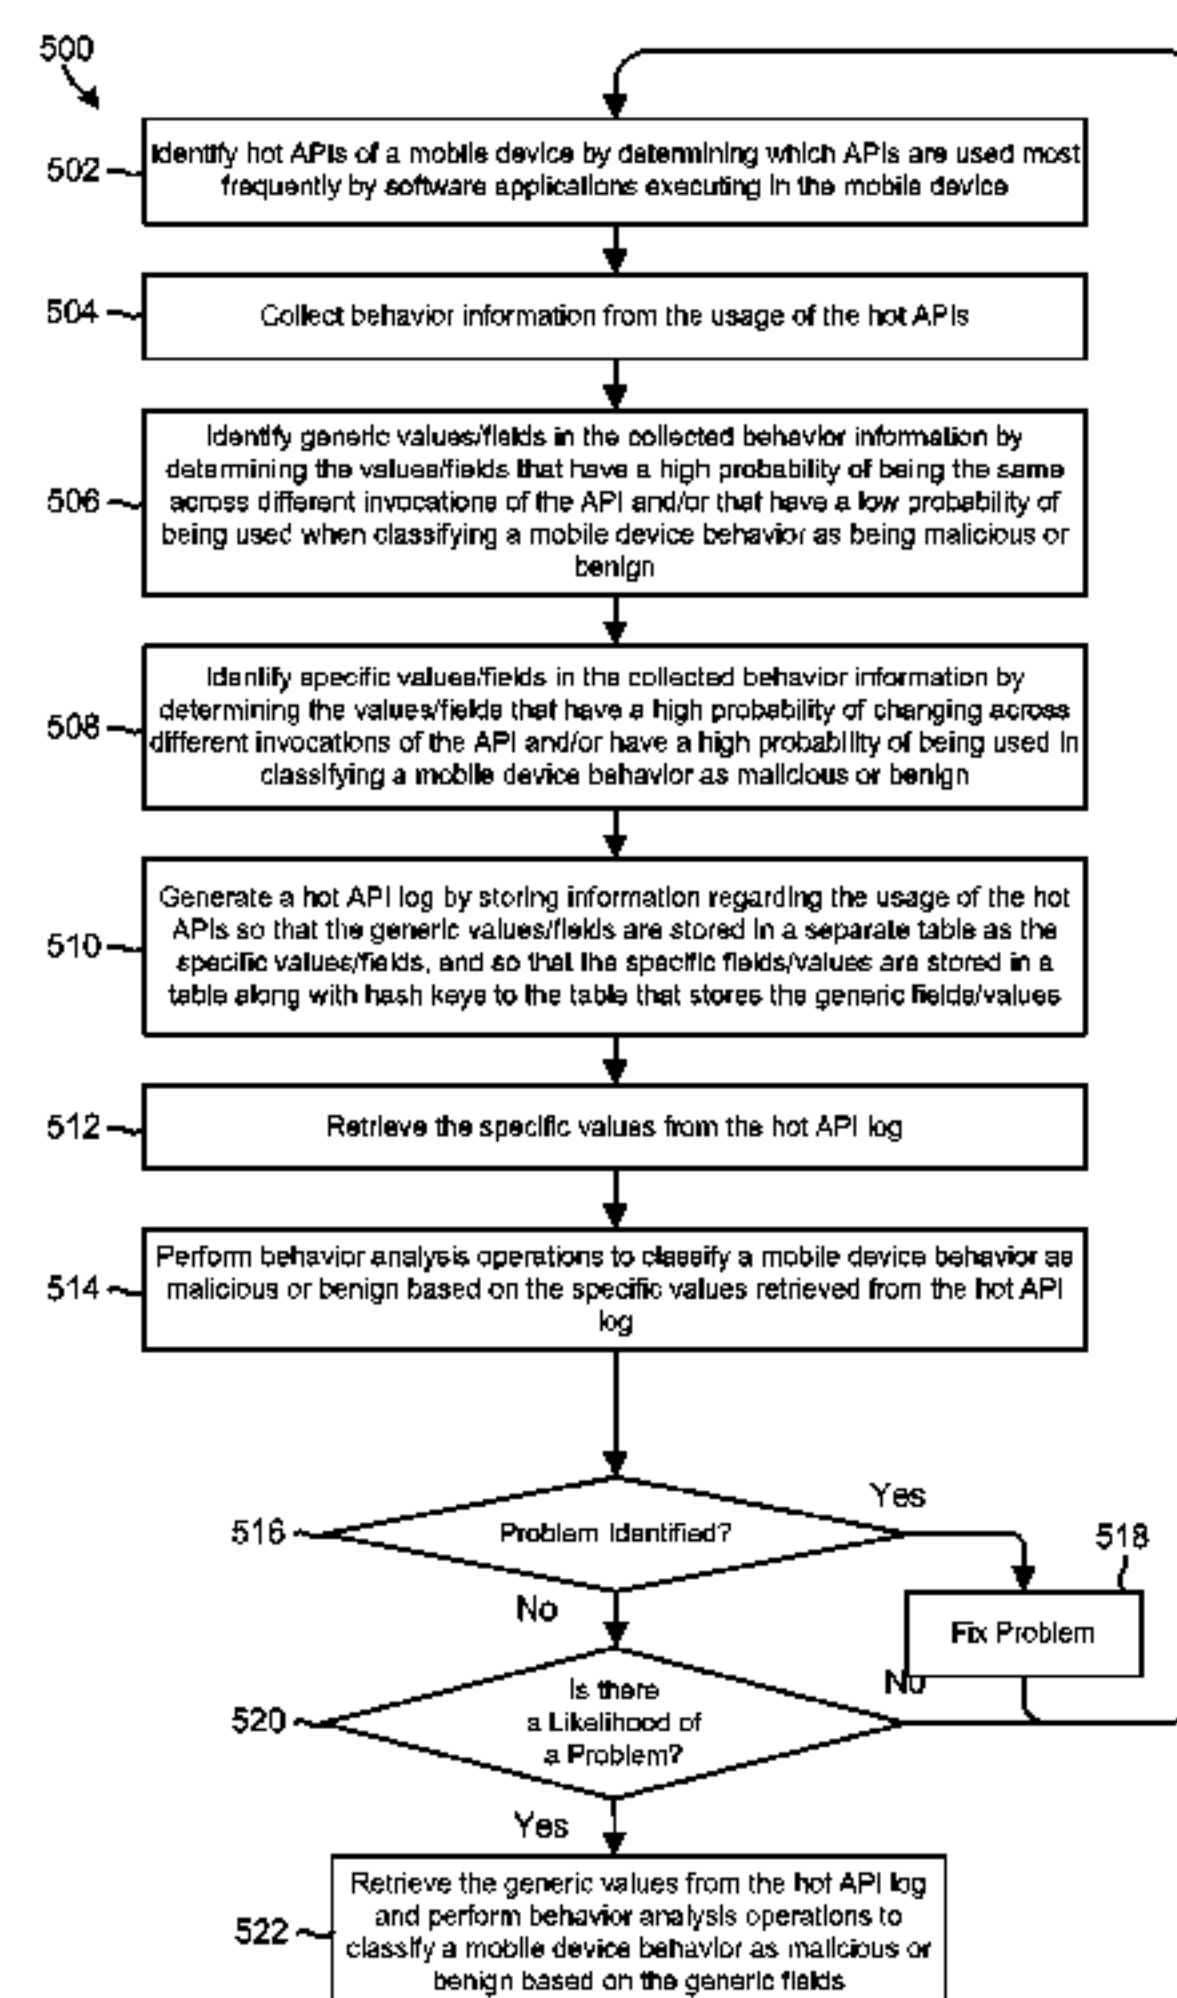 500
502
Identify hot APIs of a mobile device by determining which APIs are used most
frequently by software applications executing in the mobile device
504
Collect behavior information from the usage of the hot APIs
506
Identify generic values/fields in the collected behavior information by
determining the values/fields that have a high probability of being the same
across different invocations of the API and/or that have a low probability of
being used when classifying a mobile device behavior as being malicious or
benign
508
Identify specific values/fields in the collected behavior information by
determining the values/fields that have a high probability of changing across
different invocations of the API and/or have a high probability of being used in
classifying a mobile device behavior as malicious or benign
510
Generate a hot API log by storing information regarding the usage of the hot
APIs so that the generic values/fields are stored in a separate table as the
specific values/fields, and so that the specific fields/values are stored in a
table along with hash keys to the table that stores the generic fields/values
512
Retrieve the specific values from the hot API log
514
Perform behavior analysis operations to classify a mobile device behavior as
malicious or benign based on the specific values retrieved from the hot API
log
516
Problem Identified?
Yes
518
Fix Problem
No
520
Is there
a Likelihood of
a Problem?
No
Yes
522
Retrieve the generic values from the hot API log
and perform behavior analysis operations to
classify a mobile device behavior as malicious or
benign based on the generic fields